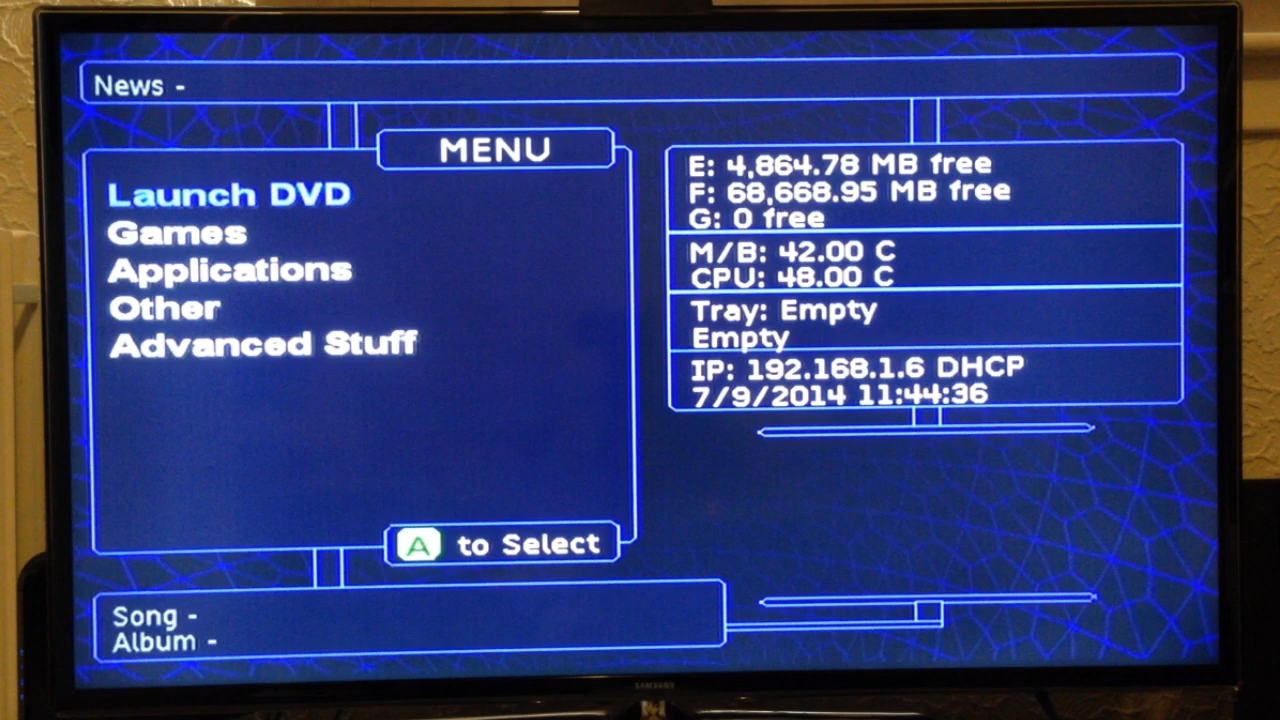 News -
MENU
Launch DVD
Games
Applications
Other
Advanced Stuff
A to Select
E: 4,864.78 MB free
F: 68,668.95 MB free
G: 0 free
M/B: 42.00 C
CPU: 48.00 C
Tray: Empty
Empty
IP: 192.168.1.6 DHCP
7/9/2014 11:44:36
Song -
Album -
SAMSUNG